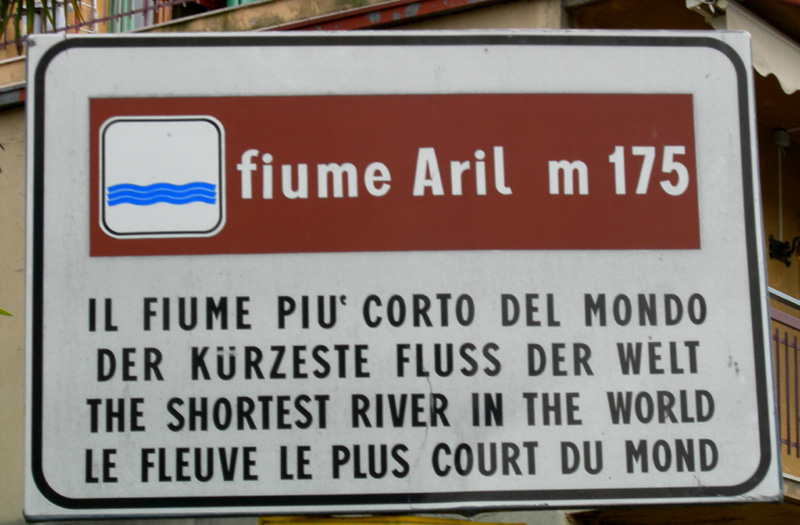 fiume Aril m 175
IL FIUME PIU' CORTO DEL MONDO
DER KÜRZESTE FLUSS DER WELT
THE SHORTEST RIVER IN THE WORLD
LE FLEUVE LE PLUS COURT DU MOND